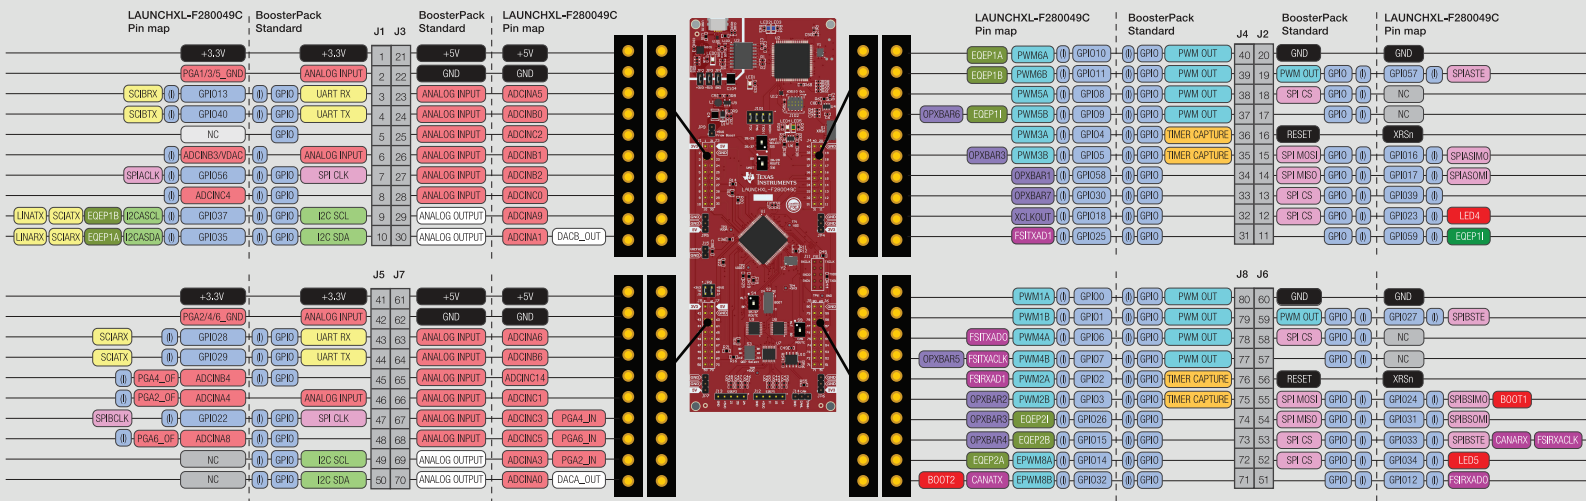 LAUNCHXL-F280049C Pin map BoosterPack Standard J1 J3 BoosterPack Standard LAUNCHXL-F280049C Pin map
+3.3V +3.3V 1 21 +5V +5V
PGA1/3/5_GND ANALOG INPUT 2 22 GND GND
SCIBRX (!) GPIO13 (!) GPIO UART RX 3 23 ANALOG INPUT ADCINA5
SCIBTX (!) GPIO40 (!) GPIO UART TX 4 24 ANALOG INPUT ADCINB0
NC GPIO 5 25 ANALOG INPUT ADCINC2
(!) ADCINB3/VDAC ANALOG INPUT 6 26 ANALOG INPUT ADCINB1
SPIACLK (!) GPIO56 (!) GPIO SPI CLK 7 27 ANALOG INPUT ADCINB2
(!) ADCINC4 (!) GPIO 8 28 ANALOG INPUT ADCINC0
LINATX SCIATX EQEP1B I2CASCL (!) GPIO37 (!) GPIO I2C SCL 9 29 ANALOG OUTPUT ADCINA9
LINARX SCIARX EQEP1A I2CASDA (!) GPIO35 (!) GPIO I2C SDA 10 30 ANALOG OUTPUT ADCINA1 DACB_OUT
J5 J7
+3.3V +3.3V 41 61 +5V +5V
PGA2/4/6_GND ANALOG INPUT 42 62 GND GND
SCIARX (!) GPIO28 (!) GPIO UART RX 43 63 ANALOG INPUT ADCINA6
SCIATX (!) GPIO29 (!) GPIO UART TX 44 64 ANALOG INPUT ADCINB6
(!) PGA4_OF ADCINB4 (!) GPIO 45 65 ANALOG INPUT ADCINC14
(!) PGA2_OF ADCINA4 ANALOG INPUT 46 66 ANALOG INPUT ADCINC1
SPIBCLK (!) GPIO22 (!) GPIO SPI CLK 47 67 ANALOG INPUT ADCINC3 PGA4_IN
(!) PGA6_OF ADCINA8 (!) GPIO 48 68 ANALOG INPUT ADCINC5 PGA6_IN
NC (!) GPIO I2C SCL 49 69 ANALOG OUTPUT ADCINA3 PGA2_IN
NC (!) GPIO I2C SDA 50 70 ANALOG OUTPUT ADCINA0 DACA_OUT
TEXAS
INSTRUMENTS
LAUNCHXL-F280049C
LAUNCHXL-F280049C Pin map BoosterPack Standard J4 J2 BoosterPack Standard LAUNCHXL-F280049C Pin map
EQEP1A PWM6A (!) GPIO10 (!) GPIO PWM OUT 40 20 GND GND
EQEP1B PWM6B (!) GPIO11 (!) GPIO PWM OUT 39 19 PWM OUT GPIO (!) GPIO57 (!) SPIASTE
PWM5A (!) GPIO8 (!) GPIO PWM OUT 38 18 SPI CS GPIO (!) NC
OPXBAR6 EQEP1I PWM5B (!) GPIO9 (!) GPIO PWM OUT 37 17 GPIO (!) NC
PWM3A (!) GPIO4 (!) GPIO TIMER CAPTURE 36 16 RESET XRSn
OPXBAR3 PWM3B (!) GPIO5 (!) GPIO TIMER CAPTURE 35 15 SPI MOSI GPIO (!) GPIO16 (!) SPIASIMO
OPXBAR1 (!) GPIO58 (!) GPIO 34 14 SPI MISO GPIO (!) GPIO17 (!) SPIASOMI
OPXBAR7 (!) GPIO30 (!) GPIO 33 13 SPI CS GPIO (!) GPIO39 (!)
XCLKOUT (!) GPIO18 (!) GPIO 32 12 SPI CS GPIO (!) GPIO23 (!) LED4
FSITXAD1 (!) GPIO25 (!) GPIO 31 11 GPIO (!) GPIO59 (!) EQEP1I
J8 J6
PWM1A (!) GPIO0 (!) GPIO PWM OUT 80 60 GND GND
PWM1B (!) GPIO1 (!) GPIO PWM OUT 79 59 PWM OUT GPIO (!) GPIO27 (!) SPIBSTE
FSITXAD0 PWM4A (!) GPIO6 (!) GPIO PWM OUT 78 58 SPI CS GPIO (!) NC
OPXBAR5 FSITXACLK PWM4B (!) GPIO7 (!) GPIO PWM OUT 77 57 GPIO (!) NC
FSIRXAD1 PWM2A (!) GPIO2 (!) GPIO TIMER CAPTURE 76 56 RESET XRSn
OPXBAR2 PWM2B (!) GPIO3 (!) GPIO TIMER CAPTURE 75 55 SPI MOSI GPIO (!) GPIO24 (!) SPIBSIMO BOOT1
OPXBAR3 EQEP2I (!) GPIO26 (!) GPIO 74 54 SPI MISO GPIO (!) GPIO31 (!) SPIBSOMI
OPXBAR4 EQEP2B (!) GPIO15 (!) GPIO 73 53 SPI CS GPIO (!) GPIO33 (!) SPIBSTE CANARX FSIRXACLK
EQEP2A EPWM8A (!) GPIO14 (!) GPIO 72 52 SPI CS GPIO (!) GPIO34 (!) LED5
BOOT2 CANATX EPWM8B (!) GPIO32 (!) GPIO 71 51 GPIO (!) GPIO12 (!) FSIRXAD0